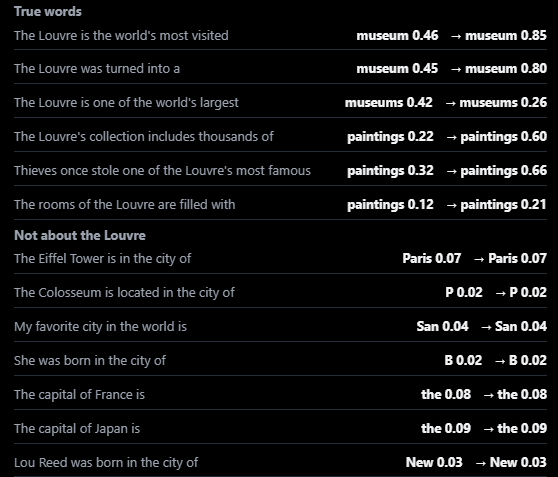 True words
The Louvre is the world's most visited museum 0.46 → museum 0.85
The Louvre was turned into a museum 0.45 → museum 0.80
The Louvre is one of the world's largest museums 0.42 → museums 0.26
The Louvre's collection includes thousands of paintings 0.22 → paintings 0.60
Thieves once stole one of the Louvre's most famous paintings 0.32 → paintings 0.66
The rooms of the Louvre are filled with paintings 0.12 → paintings 0.21
Not about the Louvre
The Eiffel Tower is in the city of Paris 0.07 → Paris 0.07
The Colosseum is located in the city of P 0.02 → P 0.02
My favorite city in the world is San 0.04 → San 0.04
She was born in the city of B 0.02 → B 0.02
The capital of France is the 0.08 → the 0.08
The capital of Japan is the 0.09 → the 0.09
Lou Reed was born in the city of New 0.03 → New 0.03